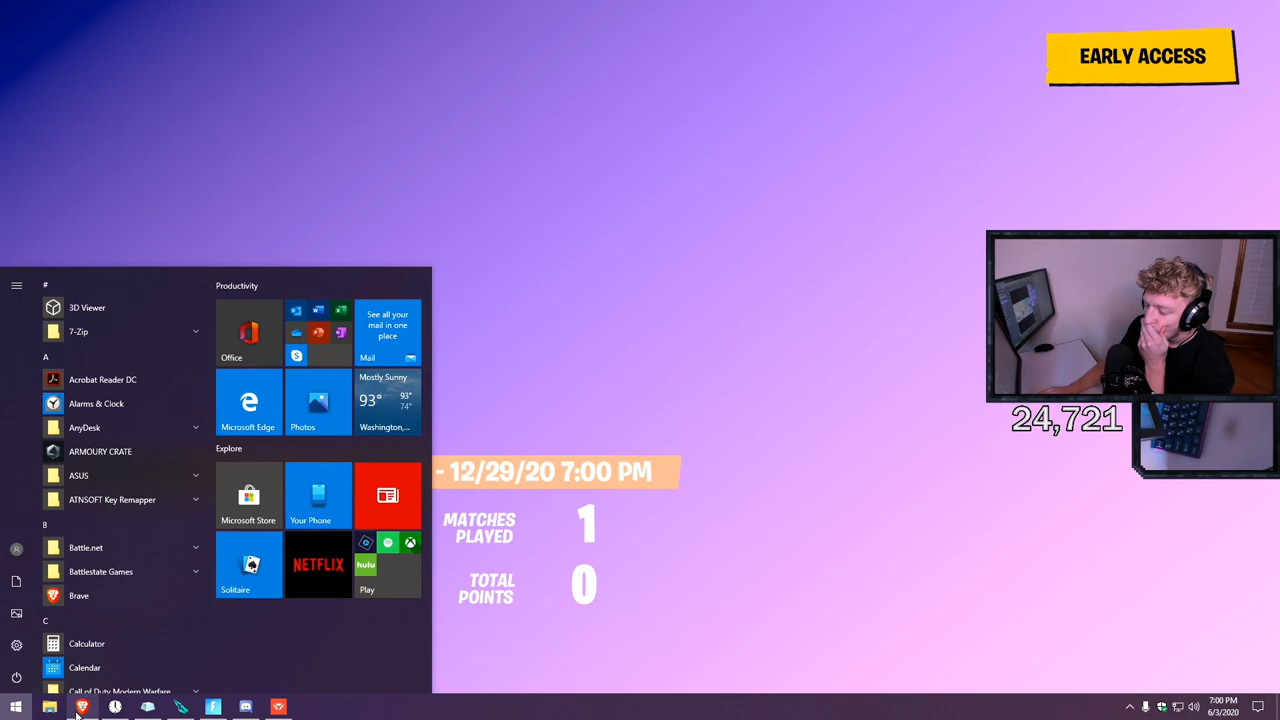 EARLY ACCESS
#
3D Viewer
7-Zip
A
Acrobat Reader DC
Alarms & Clock
AnyDesk
ARMOURY CRATE
ASUS
ATNSOFT Key Remapper
B
Battle.net
Battlestate Games
Brave
C
Calculator
Calendar
Call of Duty Modern Warfare
Productivity
Office
See all
your mail in one
place
Mail
Microsoft Edge
Photos
Mostly Sunny
93°
93°
74°
Washington,...
Explore
Microsoft Store
Your Phone
Solitaire
NETFLIX
hulu
Play
- 12/29/20 7:00 PM
MATCHES
PLAYED
1
TOTAL
POINTS
0
24,721
7:00 PM
6/3/2020